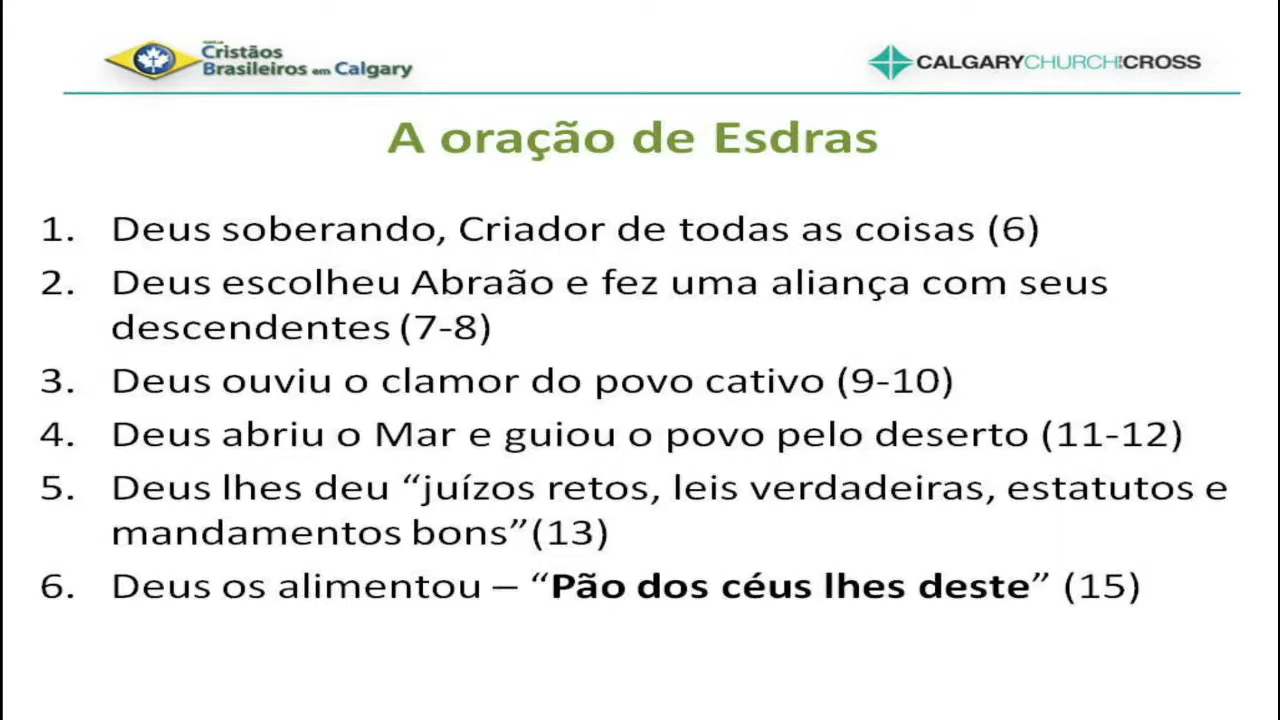 Cristãos
Brasileiros em Calgary
CALGARYCHURCH CROSS
A oração de Esdras
1. Deus soberando, Criador de todas as coisas (6)
2. Deus escolheu Abraão e fez uma aliança com seus
descendentes (7-8)
3. Deus ouviu o clamor do povo cativo (9-10)
4. Deus abriu o Mar e guiou o povo pelo deserto (11-12)
5. Deus lhes deu “juízos retos, leis verdadeiras, estatutos e
mandamentos bons”(13)
6. Deus os alimentou – “Pão dos céus lhes deste” (15)